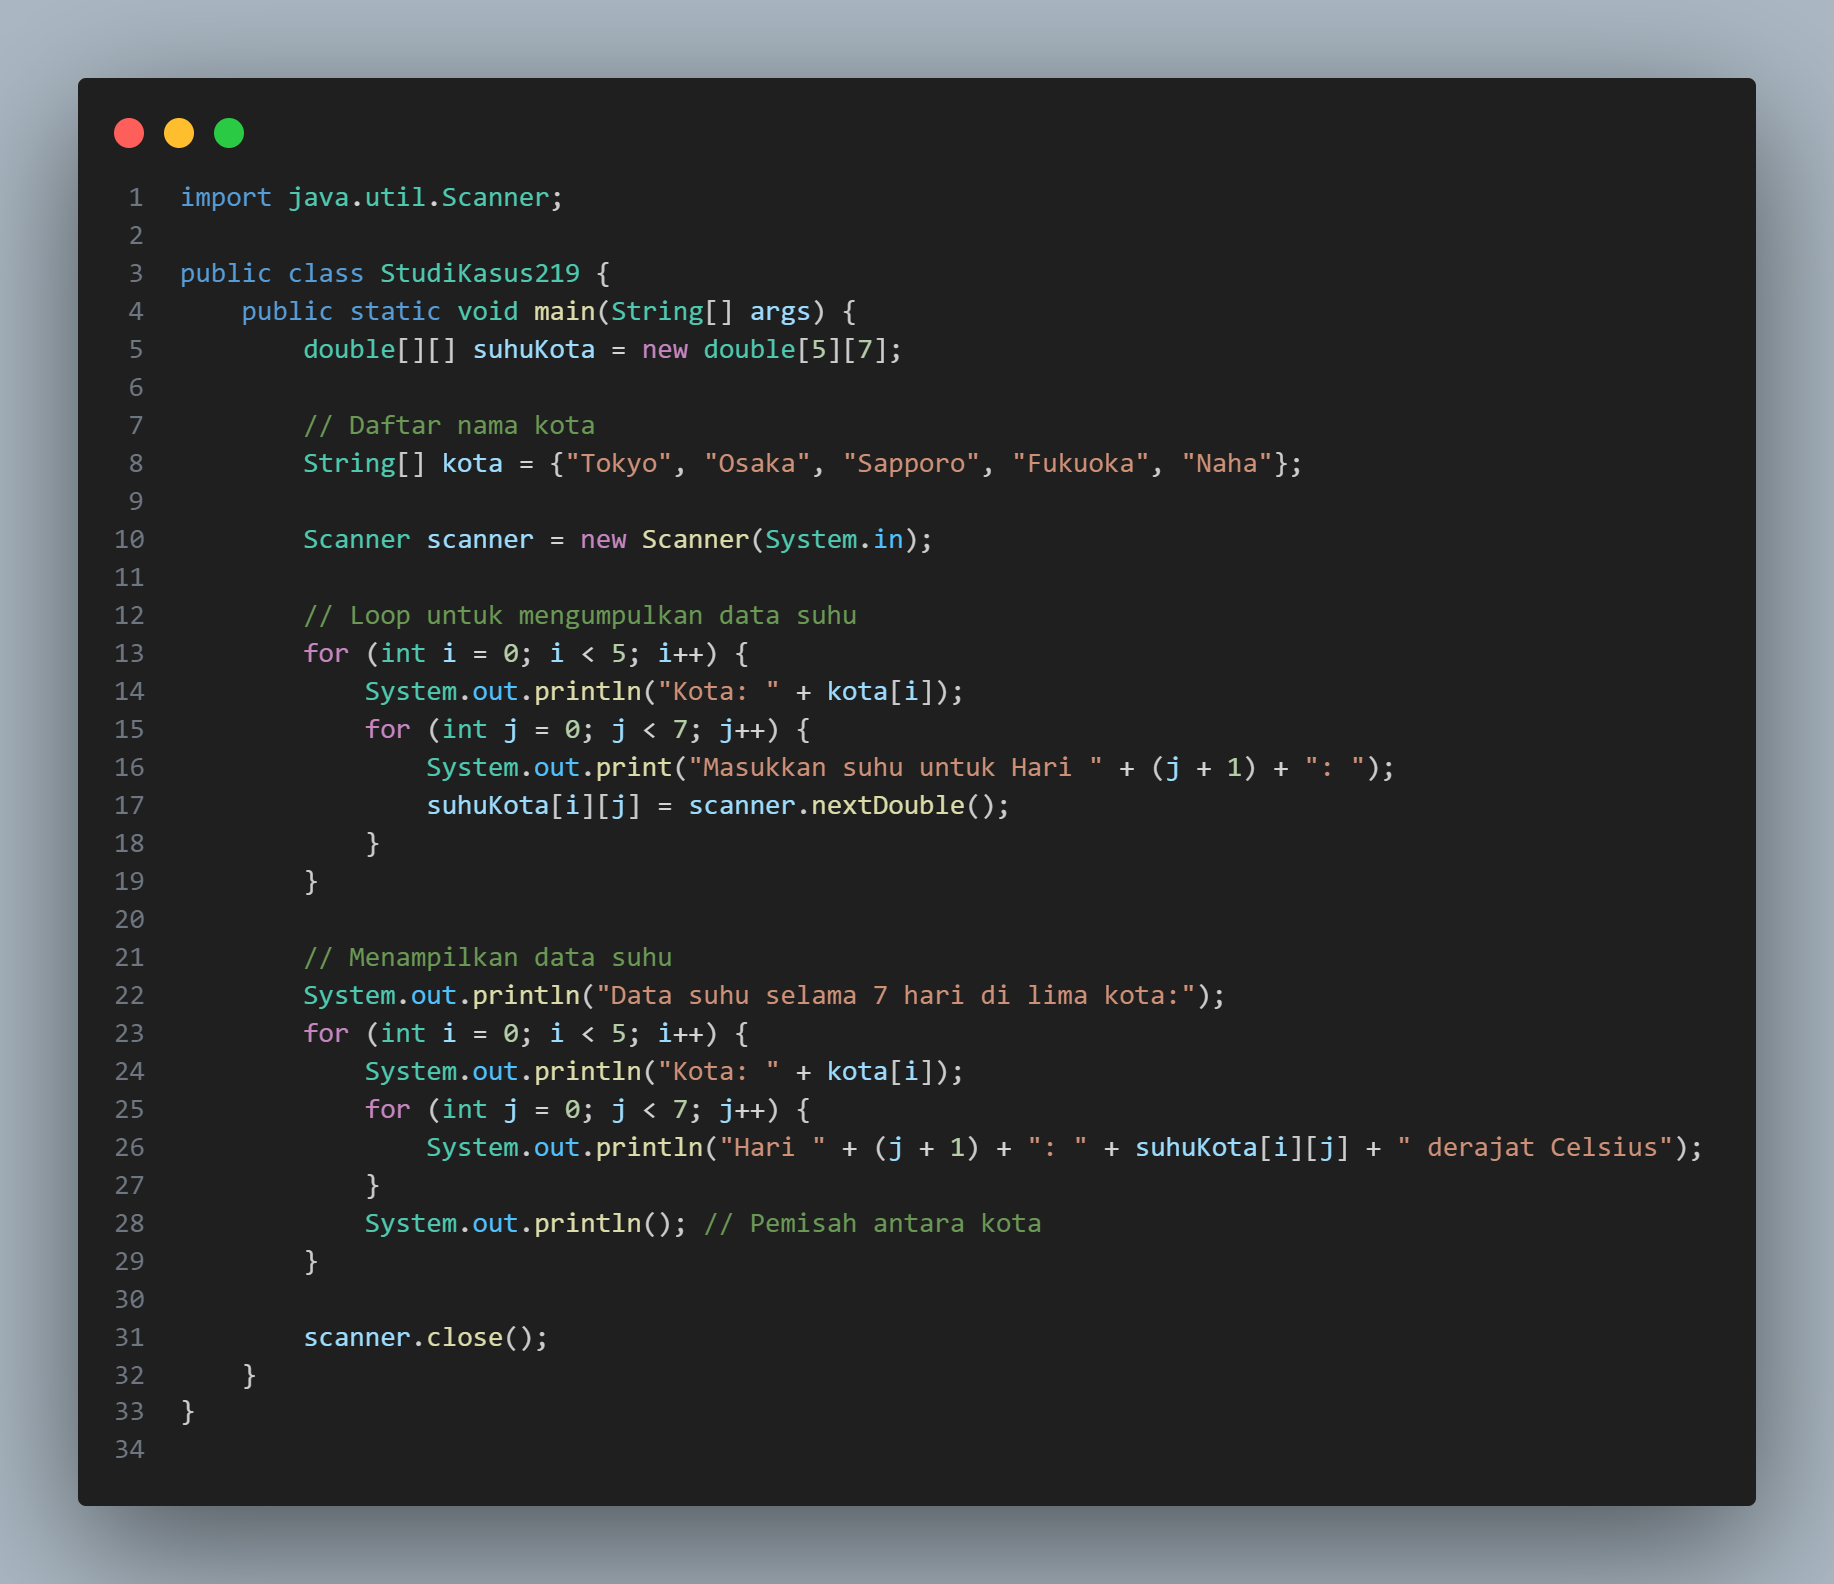 1 import java.util.Scanner;
2
3 public class StudiKasus219 {
4     public static void main(String[] args) {
5         double[][] suhuKota = new double[5][7];
6
7         // Daftar nama kota
8         String[] kota = {"Tokyo", "Osaka", "Sapporo", "Fukuoka", "Naha"};
9
10         Scanner scanner = new Scanner(System.in);
11
12         // Loop untuk mengumpulkan data suhu
13         for (int i = 0; i < 5; i++) {
14             System.out.println("Kota: " + kota[i]);
15             for (int j = 0; j < 7; j++) {
16                 System.out.print("Masukkan suhu untuk Hari " + (j + 1) + ": ");
17                 suhuKota[i][j] = scanner.nextDouble();
18             }
19         }
20
21         // Menampilkan data suhu
22         System.out.println("Data suhu selama 7 hari di lima kota:");
23         for (int i = 0; i < 5; i++) {
24             System.out.println("Kota: " + kota[i]);
25             for (int j = 0; j < 7; j++) {
26                 System.out.println("Hari " + (j + 1) + ": " + suhuKota[i][j] + " derajat Celsius");
27             }
28             System.out.println(); // Pemisah antara kota
29         }
30
31         scanner.close();
32     }
33 }
34